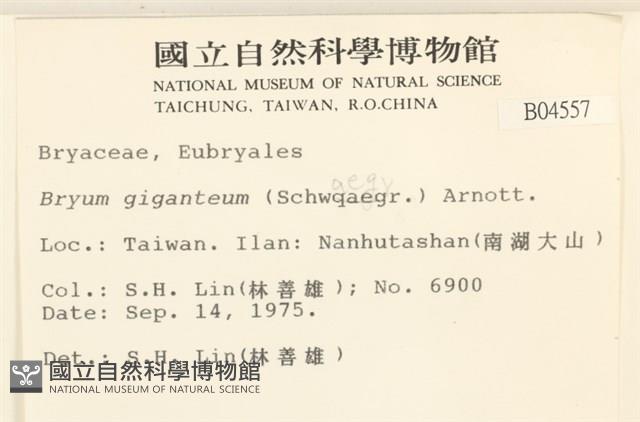 國立自然科學博物館
NATIONAL MUSEUM OF NATURAL SCIENCE
TAICHUNG, TAIWAN, R.O.CHINA
B04557
Bryaceae, Eubryales
Bryum giganteum (Schwqaegr.) Arnott.
Loc.: Taiwan. Ilan: Nanhutashan(南湖大山)
Col.: S.H. Lin(林善雄); No. 6900
Date: Sep. 14, 1975.
Det.: S.H. Lin(林善雄)
國立自然科學博物館
NATIONAL MUSEUM OF NATURAL SCIENCE